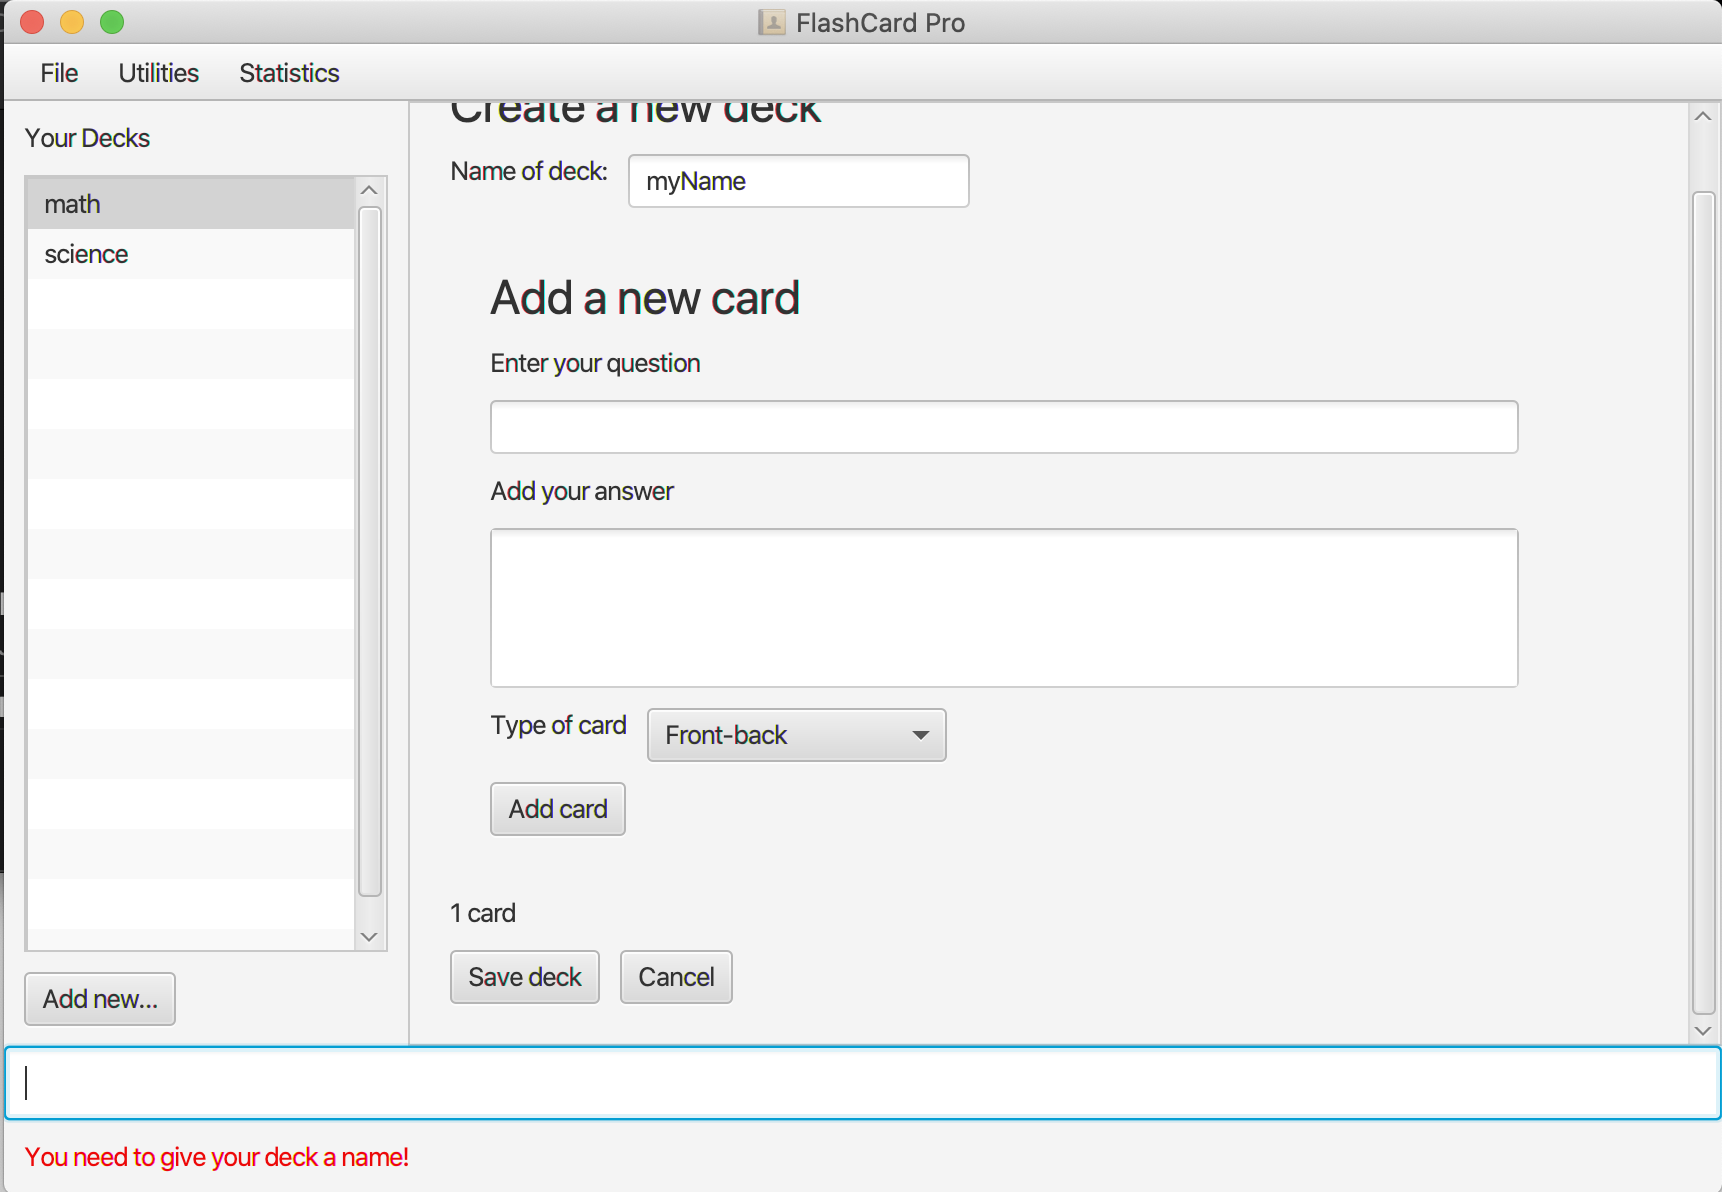 FlashCard Pro
File Utilities Statistics
Your Decks
math
science
Add new...
Create a new deck
Name of deck: myName
Add a new card
Enter your question
Add your answer
Type of card Front-back
Add card
1 card
Save deck Cancel
You need to give your deck a name!